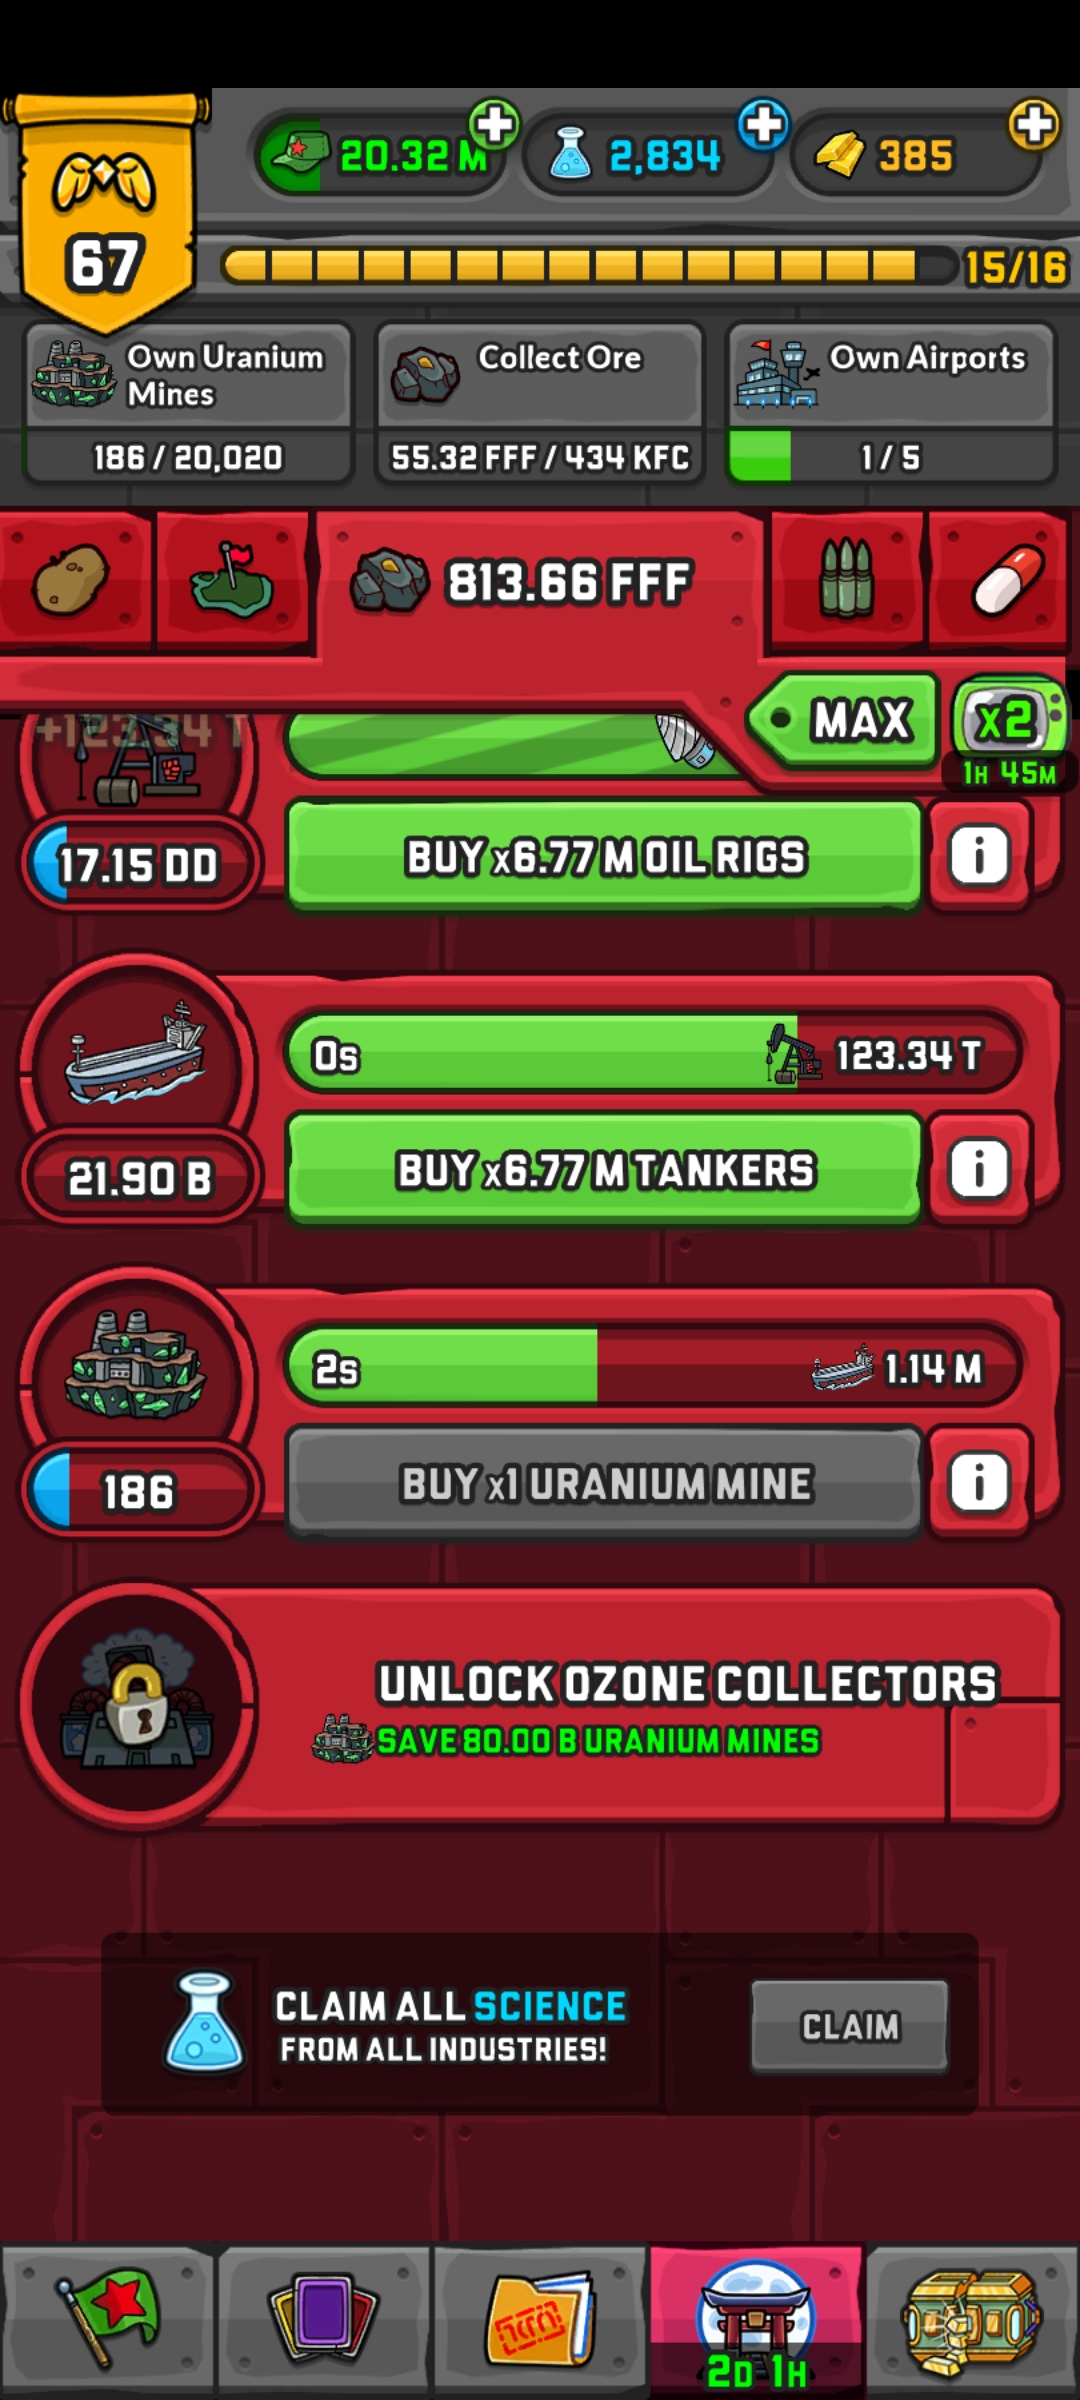 20.32 M
2,834
385
67
15/16
Own Uranium
Mines
186 / 20,020
Collect Ore
55.32 FFF / 434 KFC
Own Airports
1 / 5
813.66 FFF
MAX
x2
1H 45M
+123.34 T
17.15 DD
BUY x6.77 M OIL RIGS
i
0s
123.34 T
21.90 B
BUY x6.77 M TANKERS
i
2s
1.14 M
186
BUY x1 URANIUM MINE
i
UNLOCK OZONE COLLECTORS
SAVE 80.00 B URANIUM MINES
CLAIM ALL SCIENCE
FROM ALL INDUSTRIES!
CLAIM
2D 1H